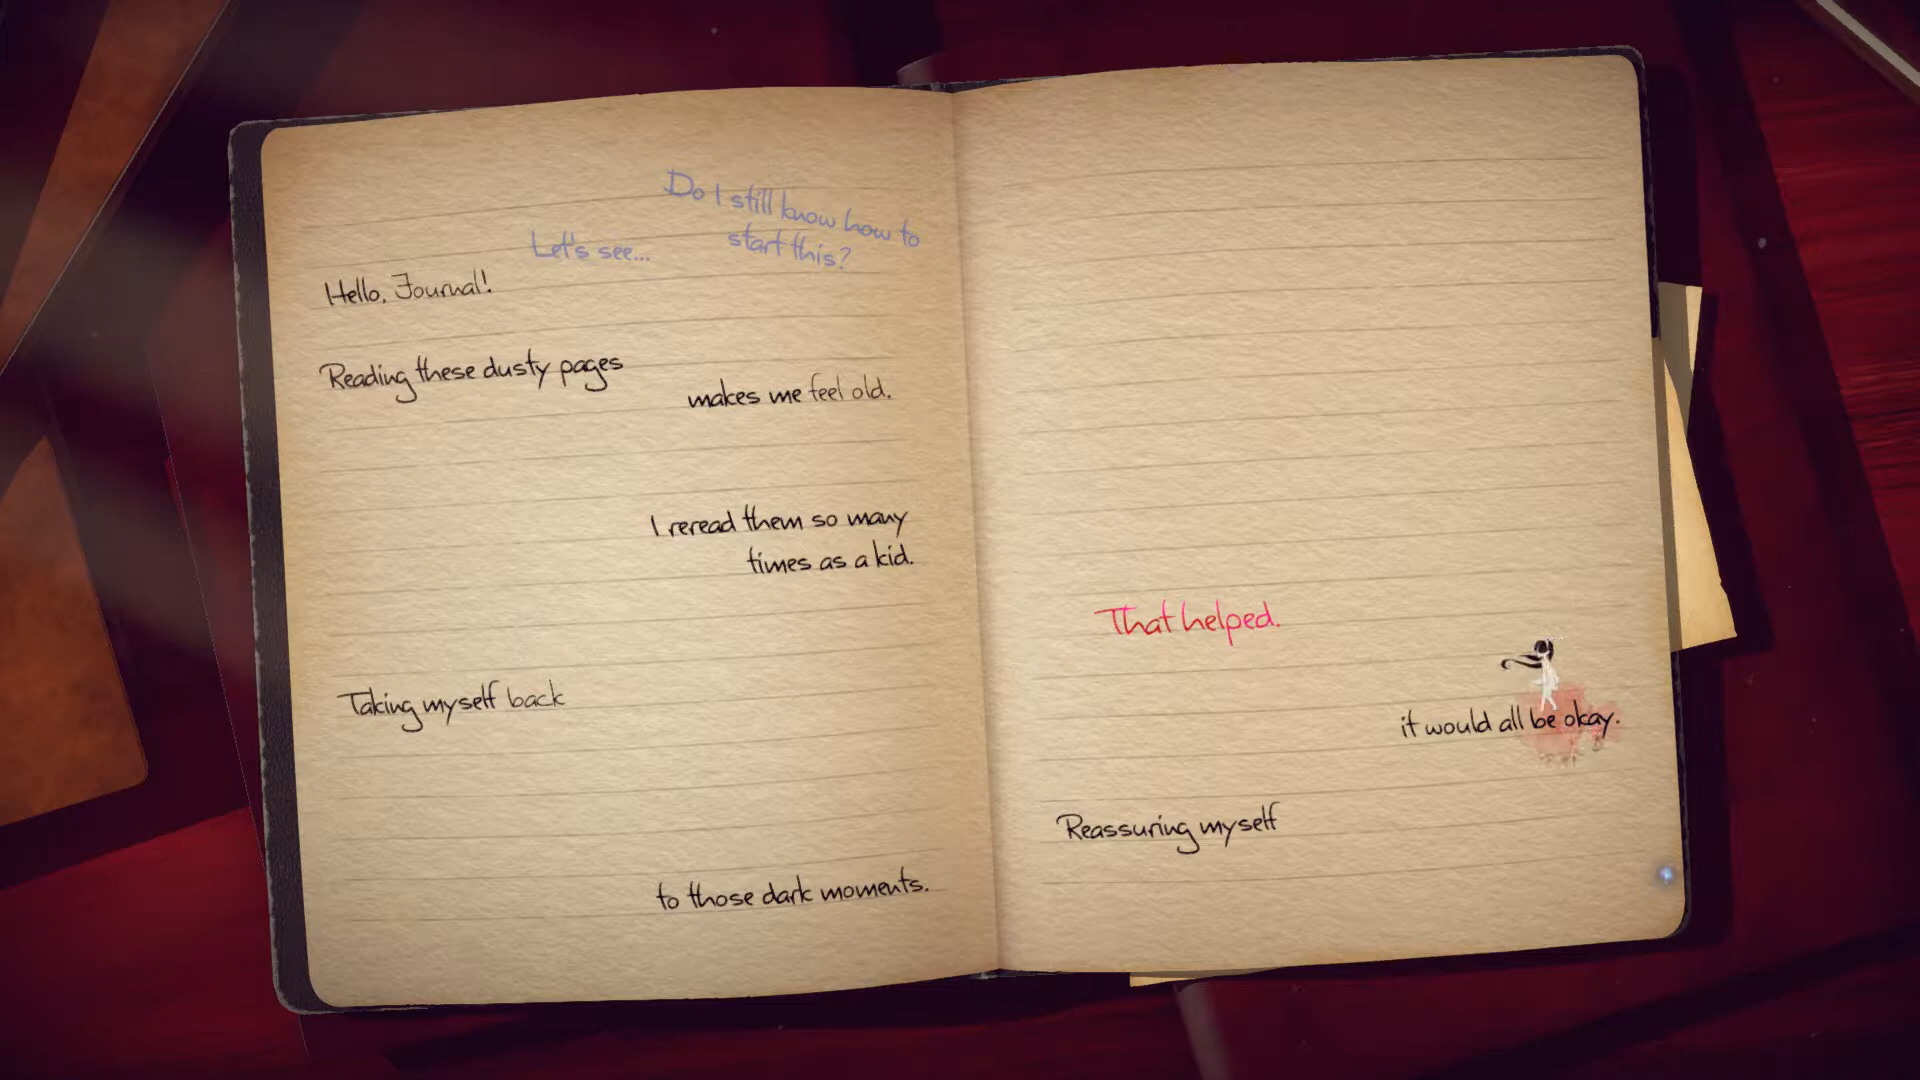 Do I still know how to
start this?
Let's see...
Hello, Journal!
Reading these dusty pages
makes me feel old.
I reread them so many
times as a kid.
Taking myself back
to those dark moments.
That helped.
it would all be okay.
Reassuring myself